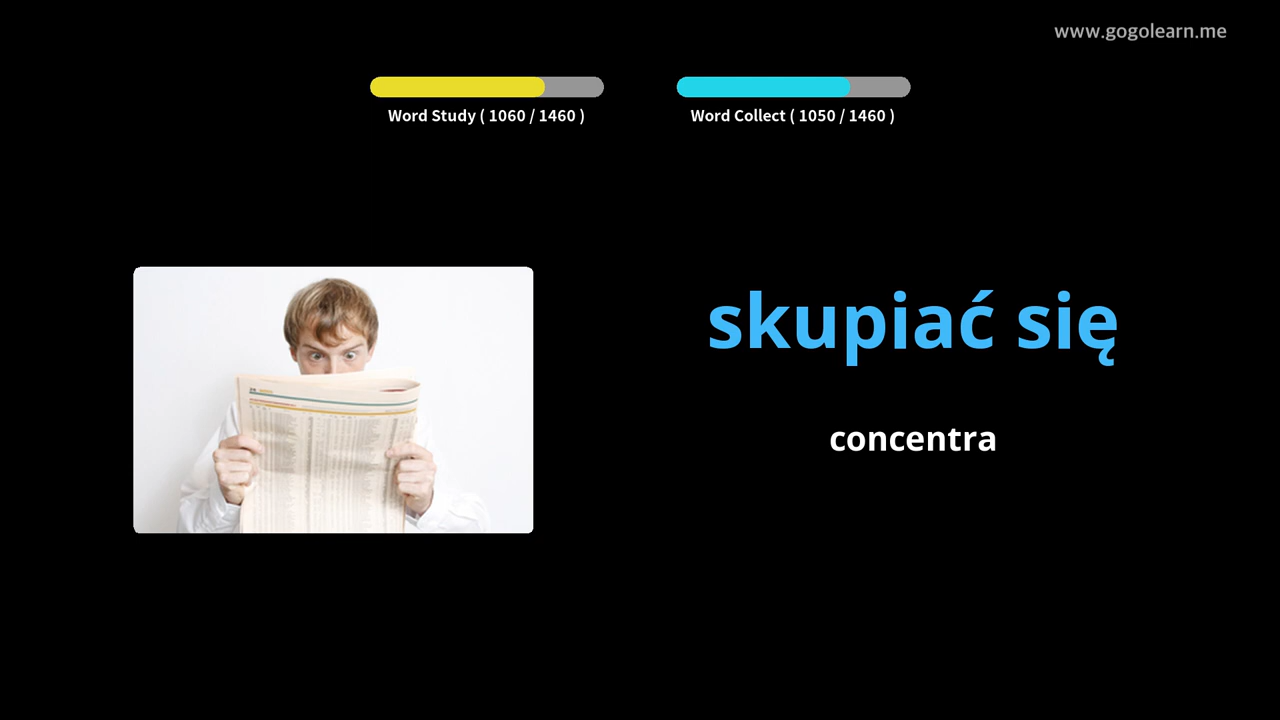 www.gogolearn.me
Word Study ( 1060 / 1460 )
Word Collect ( 1050 / 1460 )
skupiać się
concentra